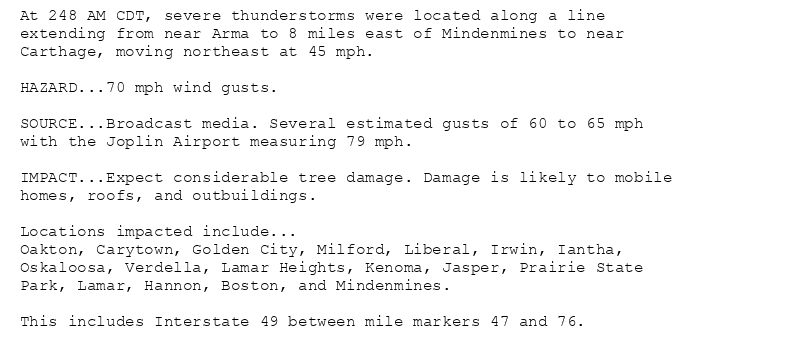 At 248 AM CDT, severe thunderstorms were located along a line
extending from near Arma to 8 miles east of Mindenmines to near
Carthage, moving northeast at 45 mph.
HAZARD...70 mph wind gusts.
SOURCE...Broadcast media. Several estimated gusts of 60 to 65 mph
with the Joplin Airport measuring 79 mph.
IMPACT...Expect considerable tree damage. Damage is likely to mobile
homes, roofs, and outbuildings.
Locations impacted include...
Oakton, Carytown, Golden City, Milford, Liberal, Irwin, Iantha,
Oskaloosa, Verdella, Lamar Heights, Kenoma, Jasper, Prairie State
Park, Lamar, Hannon, Boston, and Mindenmines.
This includes Interstate 49 between mile markers 47 and 76.